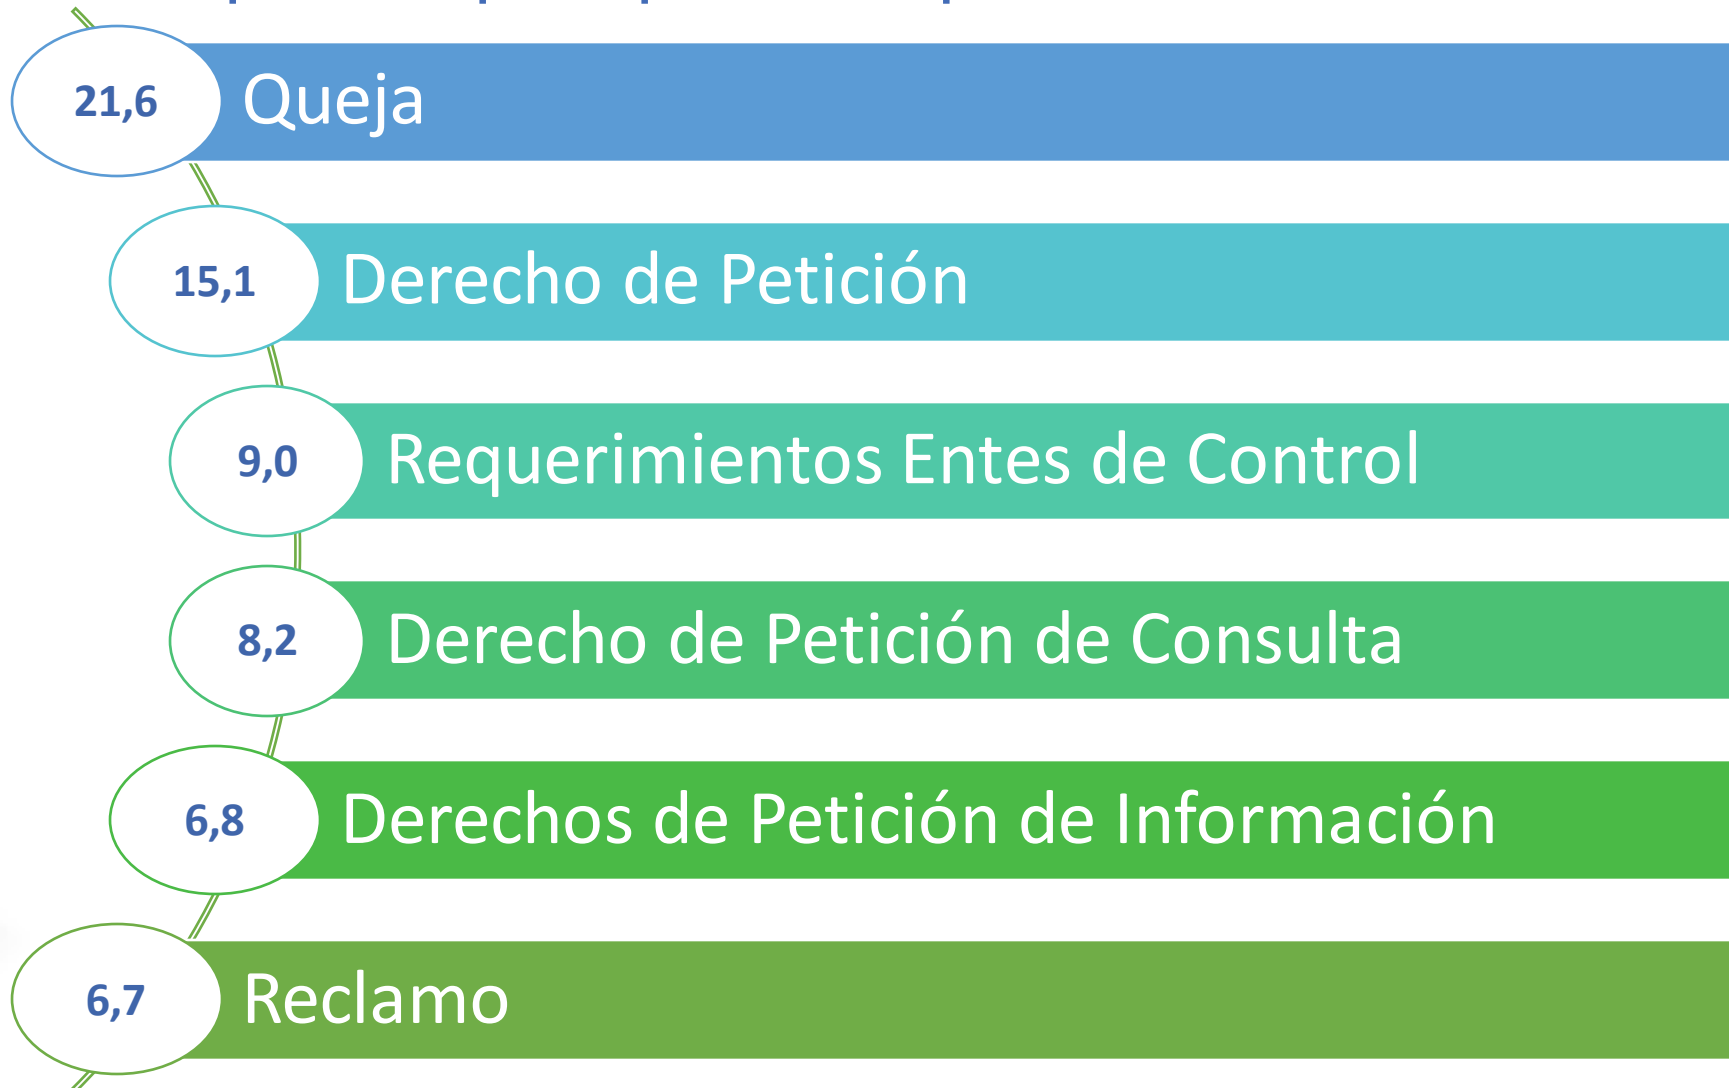 21,6 Queja
15,1 Derecho de Petición
9,0 Requerimientos Entes de Control
8,2 Derecho de Petición de Consulta
6,8 Derechos de Petición de Información
6,7 Reclamo